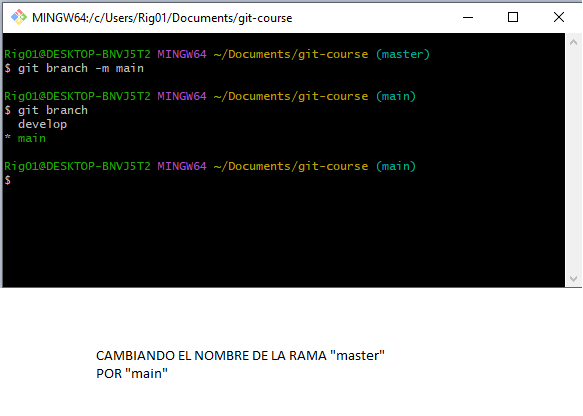 MINGW64:/c/Users/Rig01/Documents/git-course
Rig01@DESKTOP-BNVJ5T2 MINGW64 ~/Documents/git-course (master)
$ git branch -m main
Rig01@DESKTOP-BNVJ5T2 MINGW64 ~/Documents/git-course (main)
$ git branch
  develop
* main
Rig01@DESKTOP-BNVJ5T2 MINGW64 ~/Documents/git-course (main)
$
CAMBIANDO EL NOMBRE DE LA RAMA "master"
POR "main"